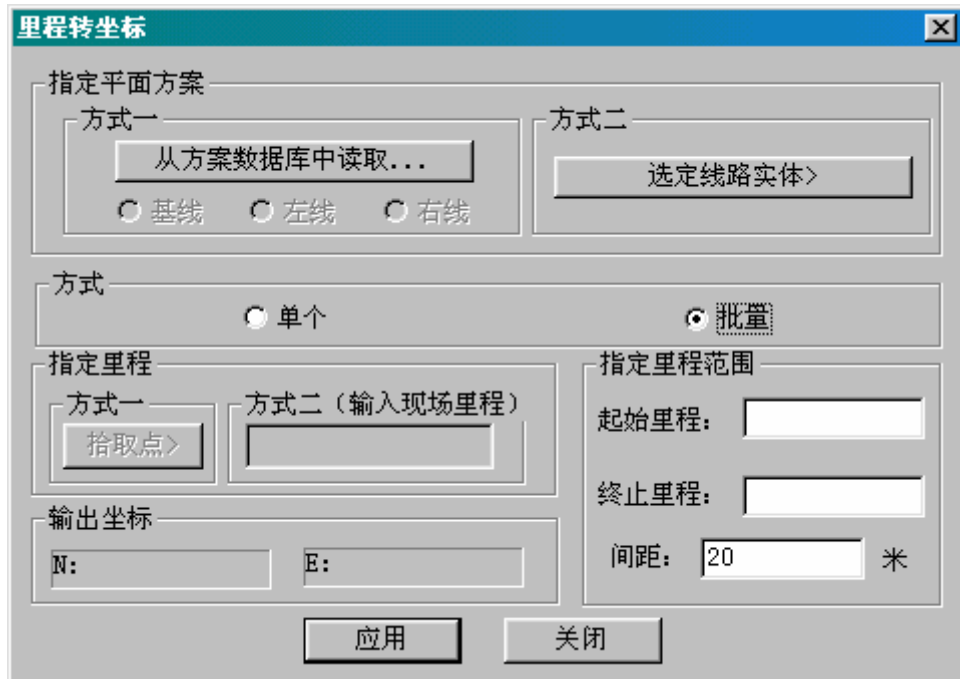 里程转坐标
指定平面方案
方式一
从方案数据库中读取...
基线 左线 右线
方式二
选定线路实体>
方式
单个 批量
指定里程
方式一
拾取点>
方式二（输入现场里程）
输出坐标
N: E:
指定里程范围
起始里程：
终止里程：
间距： 20 米
应用 关闭